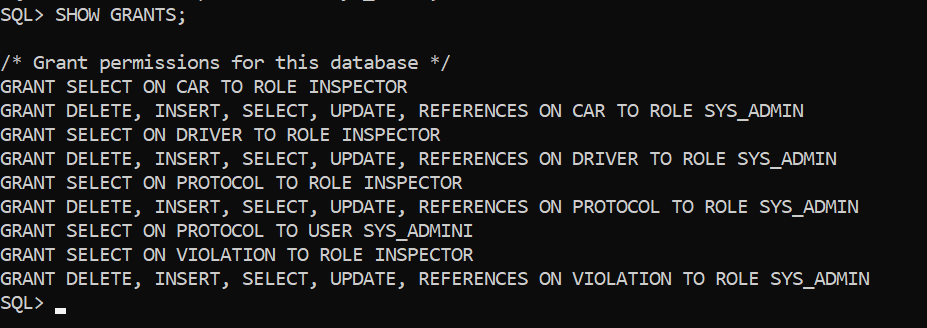 SQL> SHOW GRANTS;
/* Grant permissions for this database */
GRANT SELECT ON CAR TO ROLE INSPECTOR
GRANT DELETE, INSERT, SELECT, UPDATE, REFERENCES ON CAR TO ROLE SYS_ADMIN
GRANT SELECT ON DRIVER TO ROLE INSPECTOR
GRANT DELETE, INSERT, SELECT, UPDATE, REFERENCES ON DRIVER TO ROLE SYS_ADMIN
GRANT SELECT ON PROTOCOL TO ROLE INSPECTOR
GRANT DELETE, INSERT, SELECT, UPDATE, REFERENCES ON PROTOCOL TO ROLE SYS_ADMIN
GRANT SELECT ON PROTOCOL TO USER SYS_ADMINI
GRANT SELECT ON VIOLATION TO ROLE INSPECTOR
GRANT DELETE, INSERT, SELECT, UPDATE, REFERENCES ON VIOLATION TO ROLE SYS_ADMIN
SQL>